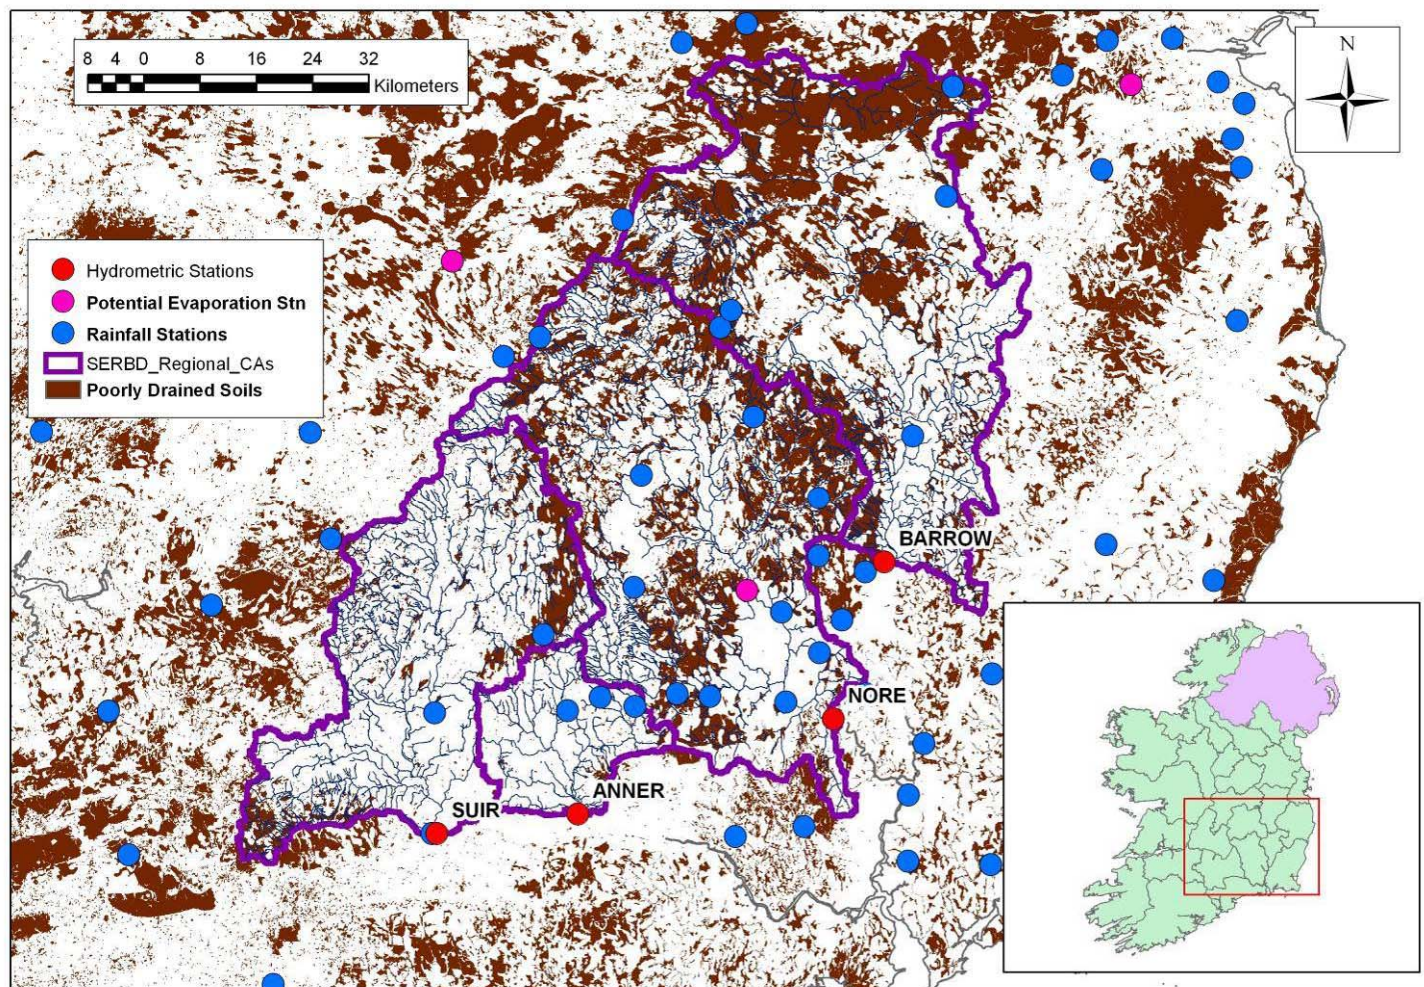 8 4 0 8 16 24 32
Kilometers
N
Hydrometric Stations
Potential Evaporation Stn
Rainfall Stations
SERBD_Regional_CAs
Poorly Drained Soils
BARROW
NORE
ANNER
SUIR